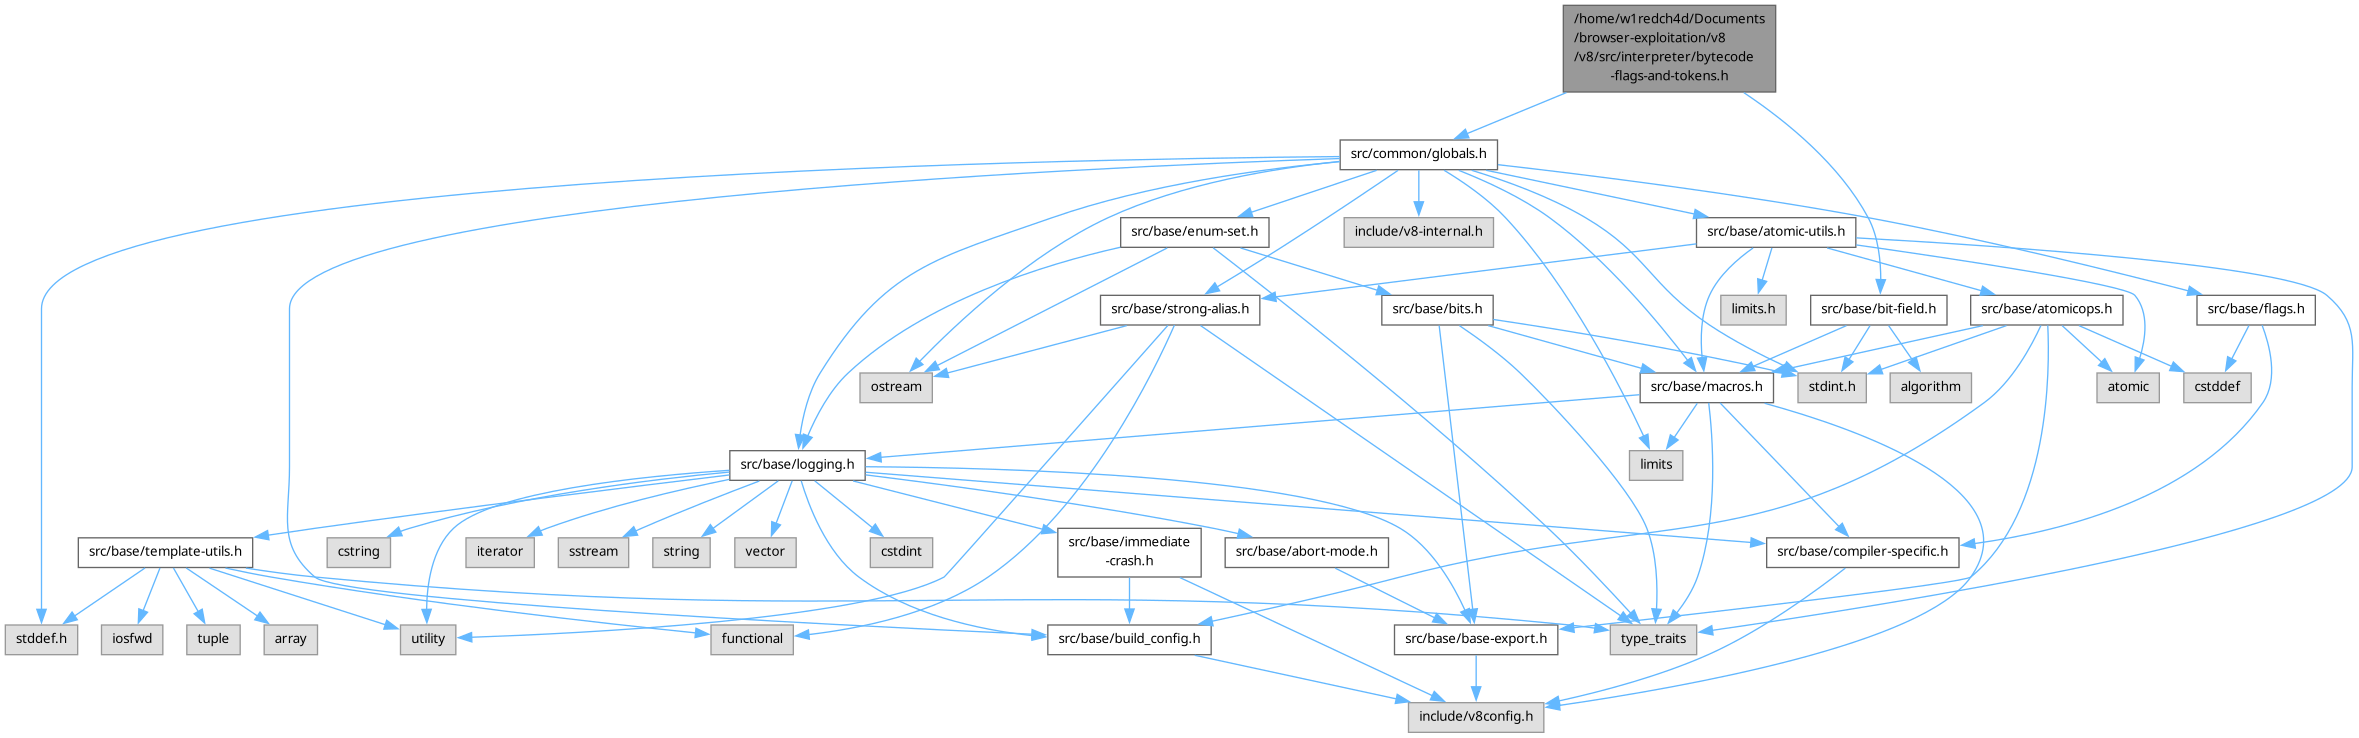 /home/w1redch4d/Documents
/browser-exploitation/v8
/v8/src/interpreter/bytecode
-flags-and-tokens.h
src/common/globals.h
src/base/enum-set.h
include/v8-internal.h
src/base/atomic-utils.h
src/base/strong-alias.h
src/base/bits.h
limits.h
src/base/bit-field.h
src/base/atomicops.h
src/base/flags.h
ostream
src/base/macros.h
stdint.h
algorithm
atomic
cstddef
src/base/logging.h
limits
src/base/template-utils.h
cstring
iterator
sstream
string
vector
cstdint
src/base/immediate
-crash.h
src/base/abort-mode.h
src/base/compiler-specific.h
stddef.h
iosfwd
tuple
array
utility
functional
src/base/build_config.h
src/base/base-export.h
type_traits
include/v8config.h